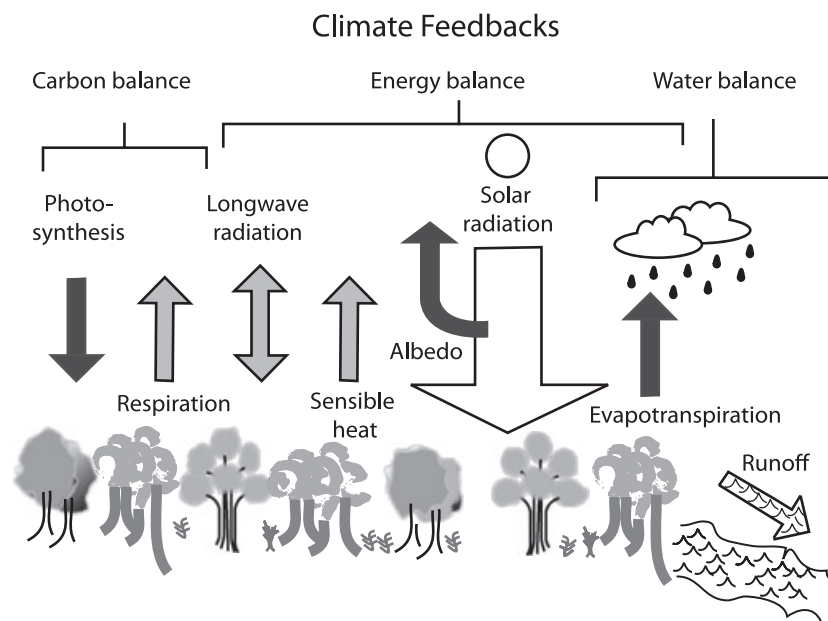 Climate Feedbacks
Carbon balance
Energy balance
Water balance
Photo-
synthesis
Longwave
radiation
Solar
radiation
Albedo
Respiration
Sensible
heat
Evapotranspiration
Runoff